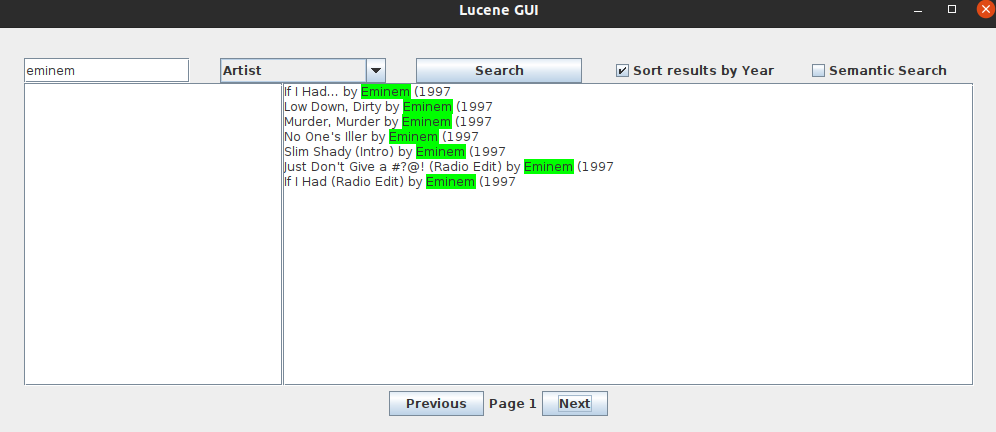 Lucene GUI
eminem
Artist
Search
Sort results by Year
Semantic Search
If I Had... by Eminem (1997
Low Down, Dirty by Eminem (1997
Murder, Murder by Eminem (1997
No One's Iller by Eminem (1997
Slim Shady (Intro) by Eminem (1997
Just Don't Give a #?@! (Radio Edit) by Eminem (1997
If I Had (Radio Edit) by Eminem (1997
Previous
Page 1
Next